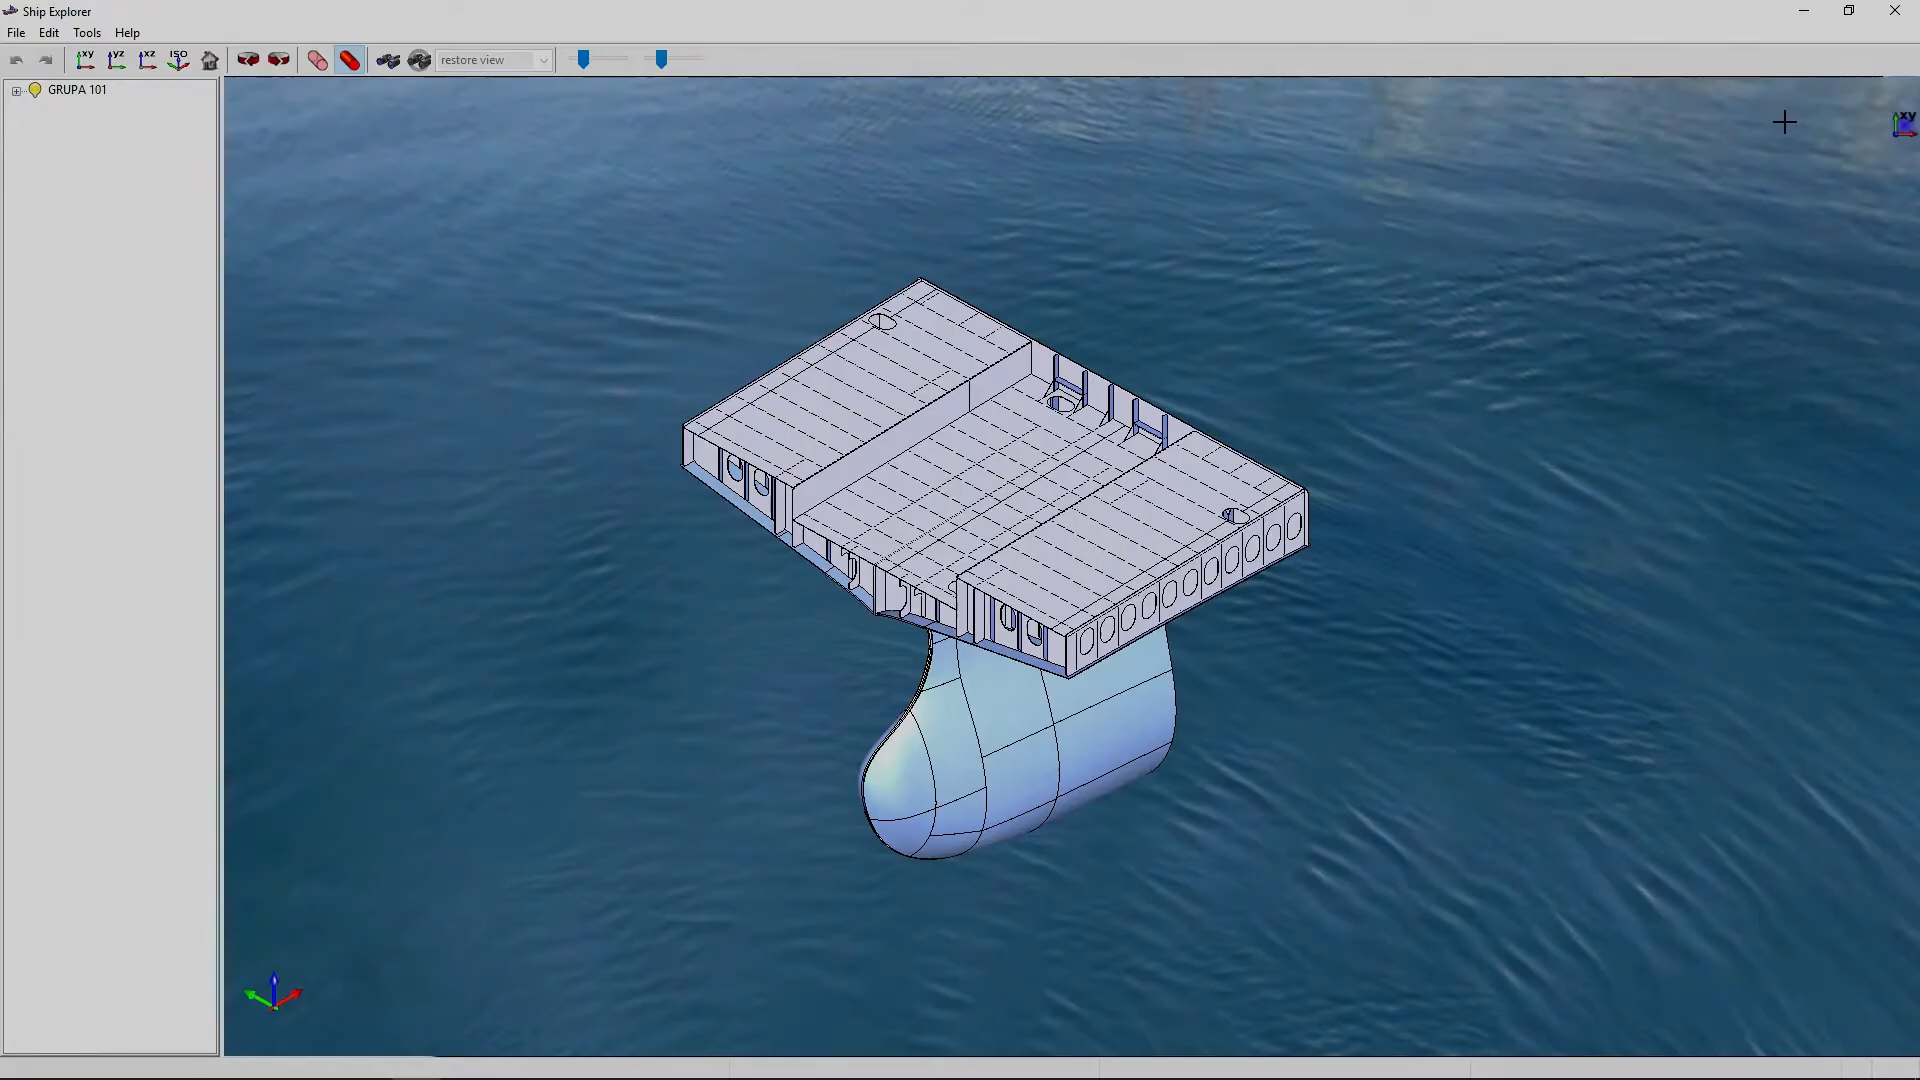 Ship Explorer
File Edit Tools Help
xy yz xz ISO restore view
GRUPA 101
xy